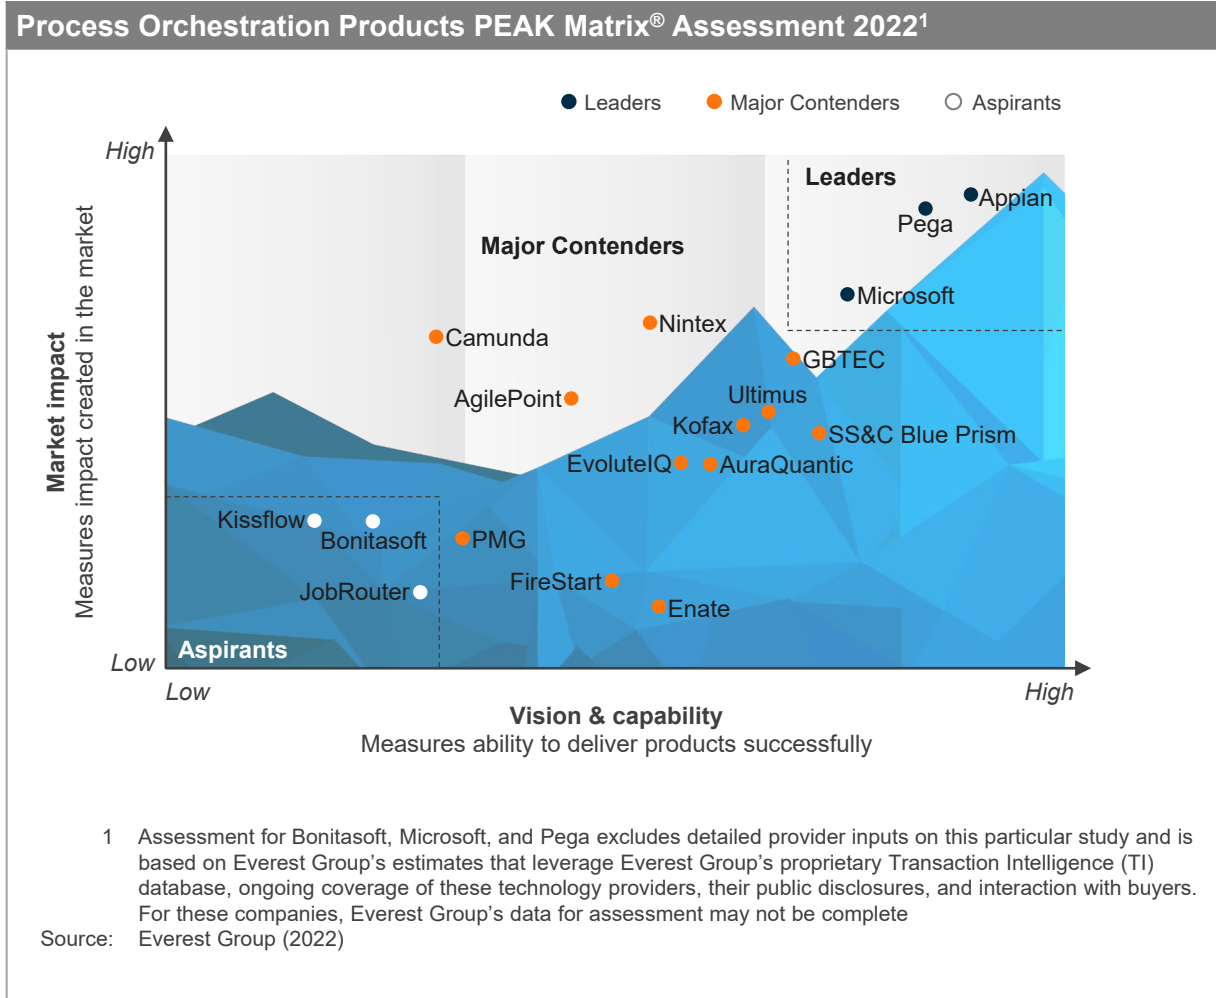 Process Orchestration Products PEAK Matrix® Assessment 2022¹
Leaders
Major Contenders
Aspirants
High
Leaders
Appian
Pega
Major Contenders
Microsoft
Nintex
Camunda
GBTEC
AgilePoint
Ultimus
Kofax
SS&C Blue Prism
EvoluteIQ
AuraQuantic
Kissflow
Bonitasoft
PMG
FireStart
JobRouter
Enate
Aspirants
Market impact
Measures impact created in the market
Low
Low
High
Vision & capability
Measures ability to deliver products successfully
1 Assessment for Bonitasoft, Microsoft, and Pega excludes detailed provider inputs on this particular study and is
based on Everest Group’s estimates that leverage Everest Group’s proprietary Transaction Intelligence (TI)
database, ongoing coverage of these technology providers, their public disclosures, and interaction with buyers.
For these companies, Everest Group’s data for assessment may not be complete
Source: Everest Group (2022)